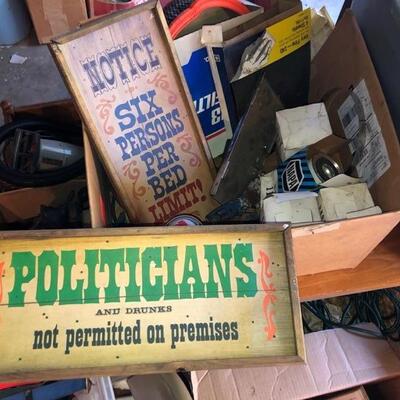 NOTICE
SIX
PERSONS
PER
BED
LIMIT!
POLITICIANS
AND DRUNKS
not permitted on premises